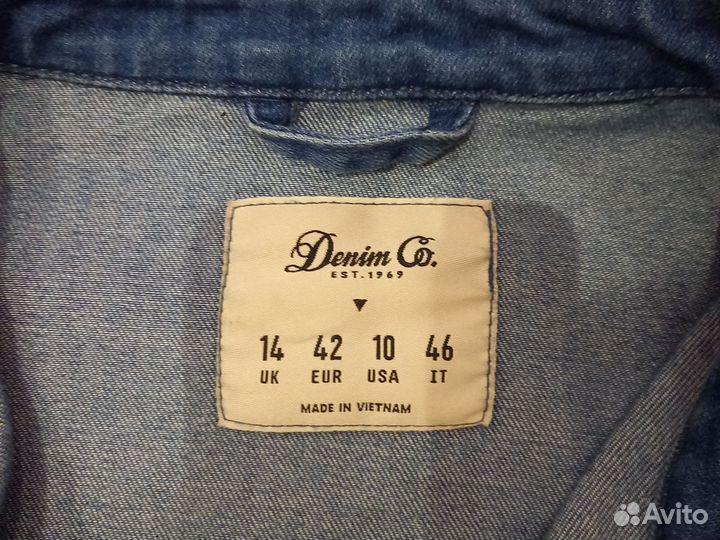 Denim Co.
EST. 1969
14 42 10 46
UK EUR USA IT
MADE IN VIETNAM
Avito